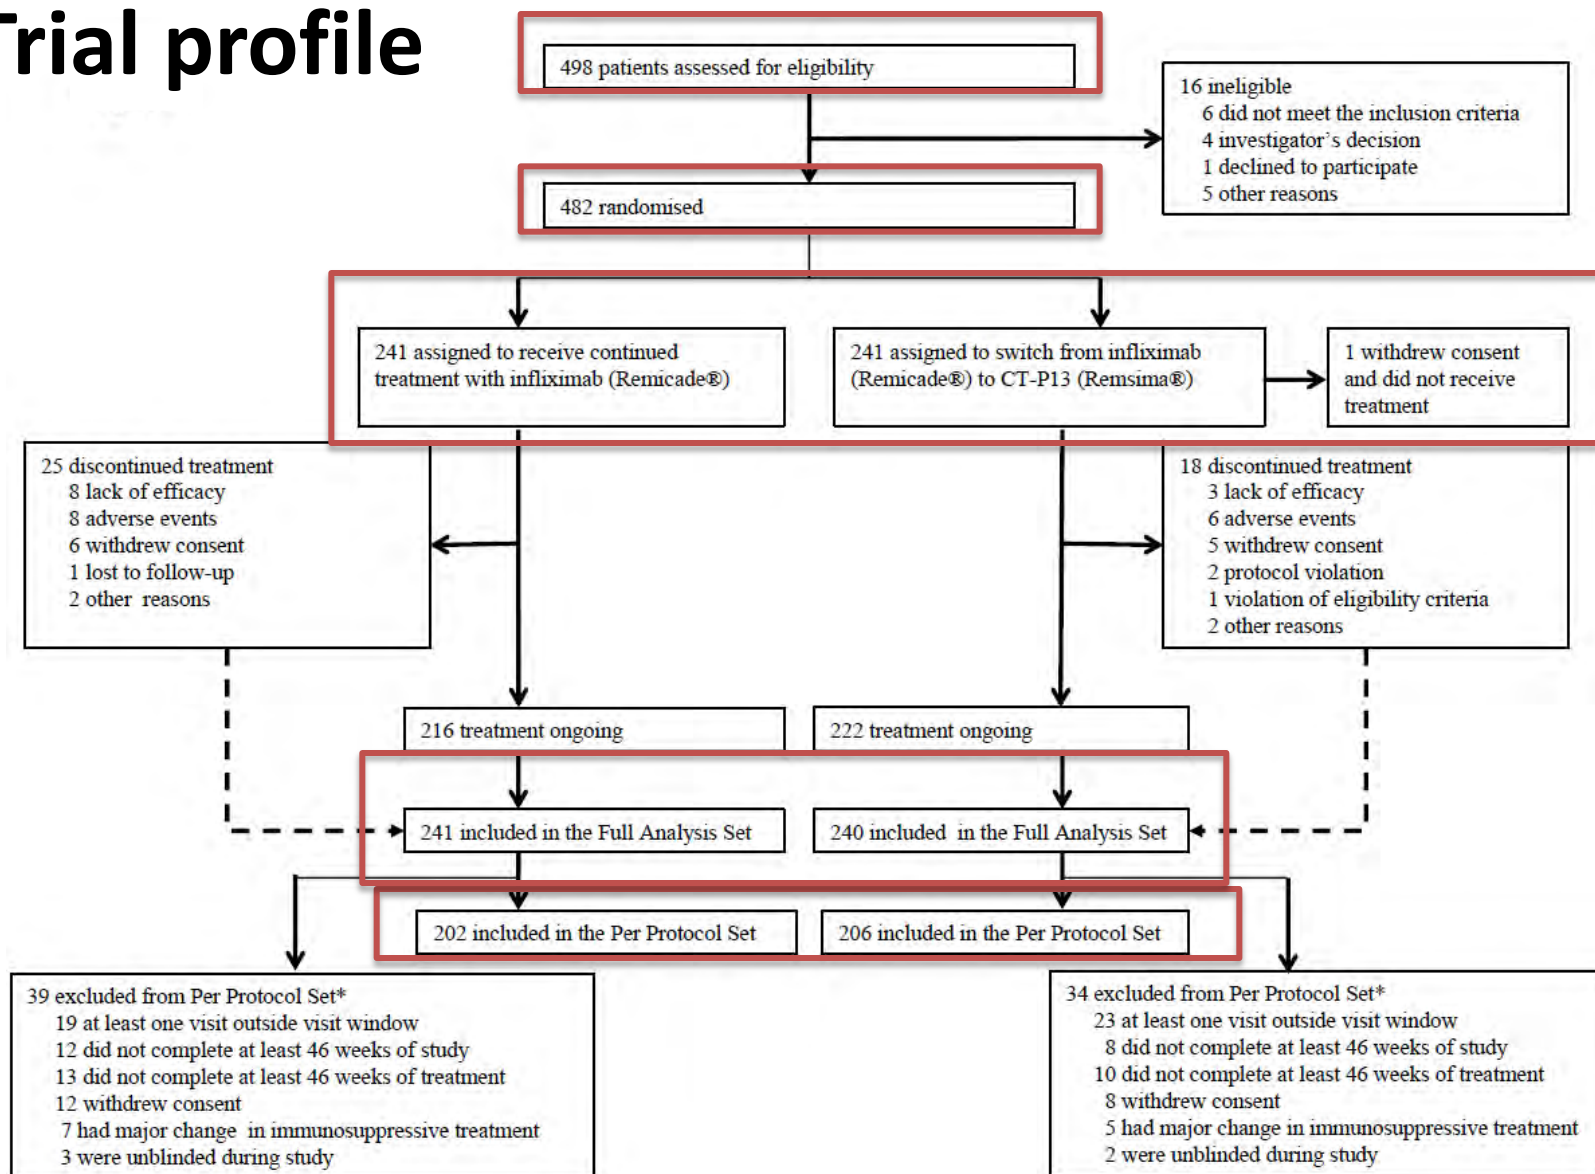 Trial profile
498 patients assessed for eligibility
16 ineligible
6 did not meet the inclusion criteria
4 investigator's decision
1 declined to participate
5 other reasons
482 randomised
241 assigned to receive continued
treatment with infliximab (Remicade®)
241 assigned to switch from infliximab
(Remicade®) to CT-P13 (Remsima®)
1 withdrew consent
and did not receive
treatment
25 discontinued treatment
8 lack of efficacy
8 adverse events
6 withdrew consent
1 lost to follow-up
2 other reasons
18 discontinued treatment
3 lack of efficacy
6 adverse events
5 withdrew consent
2 protocol violation
1 violation of eligibility criteria
2 other reasons
216 treatment ongoing
222 treatment ongoing
241 included in the Full Analysis Set
240 included in the Full Analysis Set
202 included in the Per Protocol Set
206 included in the Per Protocol Set
39 excluded from Per Protocol Set*
19 at least one visit outside visit window
12 did not complete at least 46 weeks of study
13 did not complete at least 46 weeks of treatment
12 withdrew consent
7 had major change in immunosuppressive treatment
3 were unblinded during study
34 excluded from Per Protocol Set*
23 at least one visit outside visit window
8 did not complete at least 46 weeks of study
10 did not complete at least 46 weeks of treatment
8 withdrew consent
5 had major change in immunosuppressive treatment
2 were unblinded during study